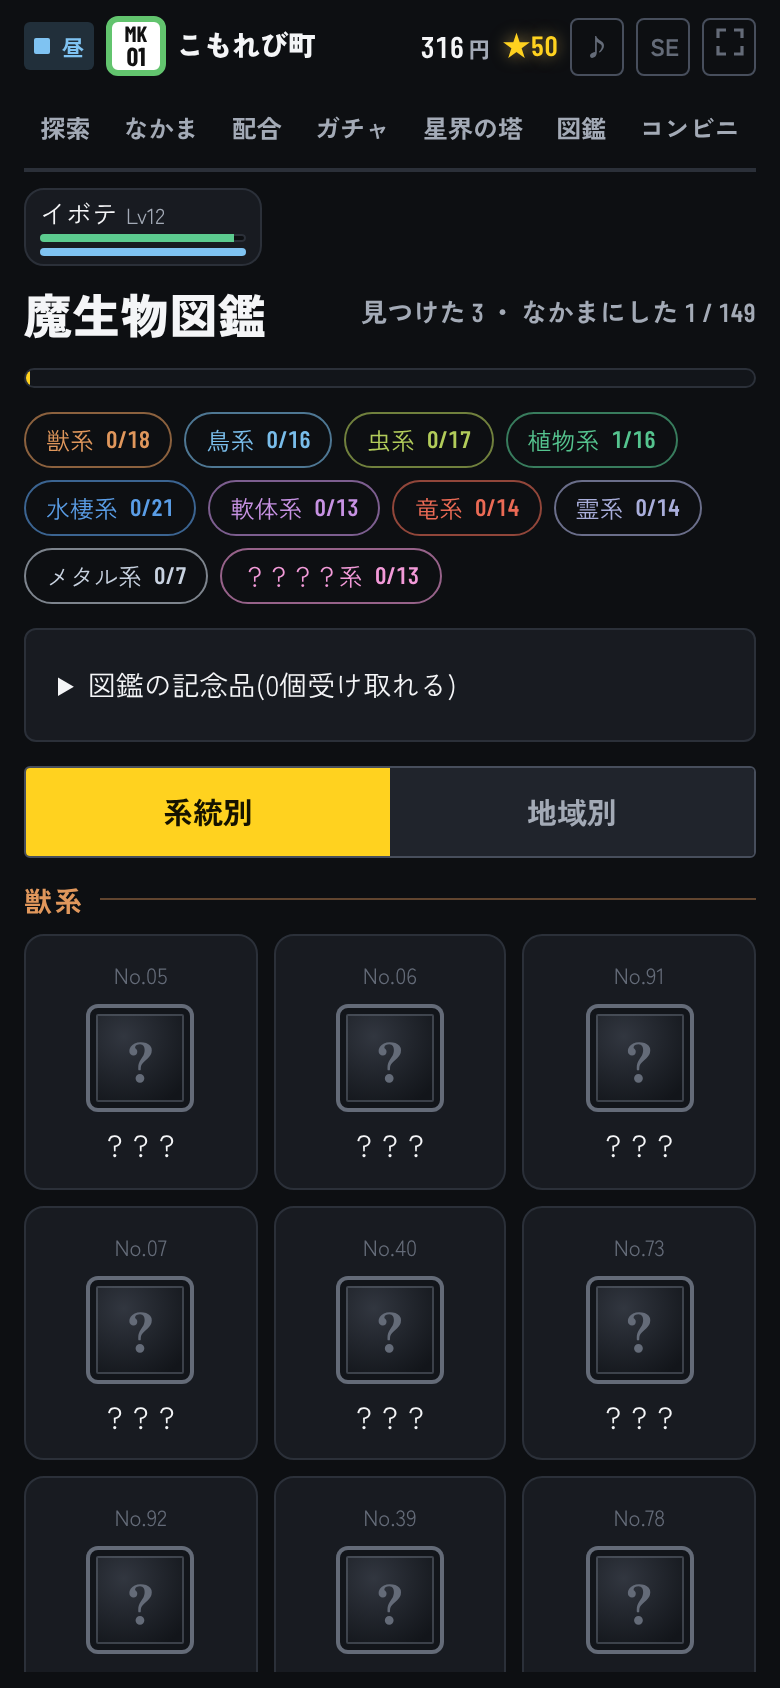 昼 MK 01 こもれび町 316 円 ★50 ♪ SE
探索 なかま 配合 ガチャ 星界の塔 図鑑 コンビニ
イボテ Lv12
魔生物図鑑 見つけた 3 ・ なかまにした 1 / 149
獣系 0/18 鳥系 0/16 虫系 0/17 植物系 1/16
水棲系 0/21 軟体系 0/13 竜系 0/14 霊系 0/14
メタル系 0/7 ？？？？系 0/13
▶ 図鑑の記念品(0個受け取れる)
系統別 地域別
獣系
No.05 No.06 No.91
? ? ?
？？？ ？？？ ？？？
No.07 No.40 No.73
? ? ?
？？？ ？？？ ？？？
No.92 No.39 No.78
? ? ?